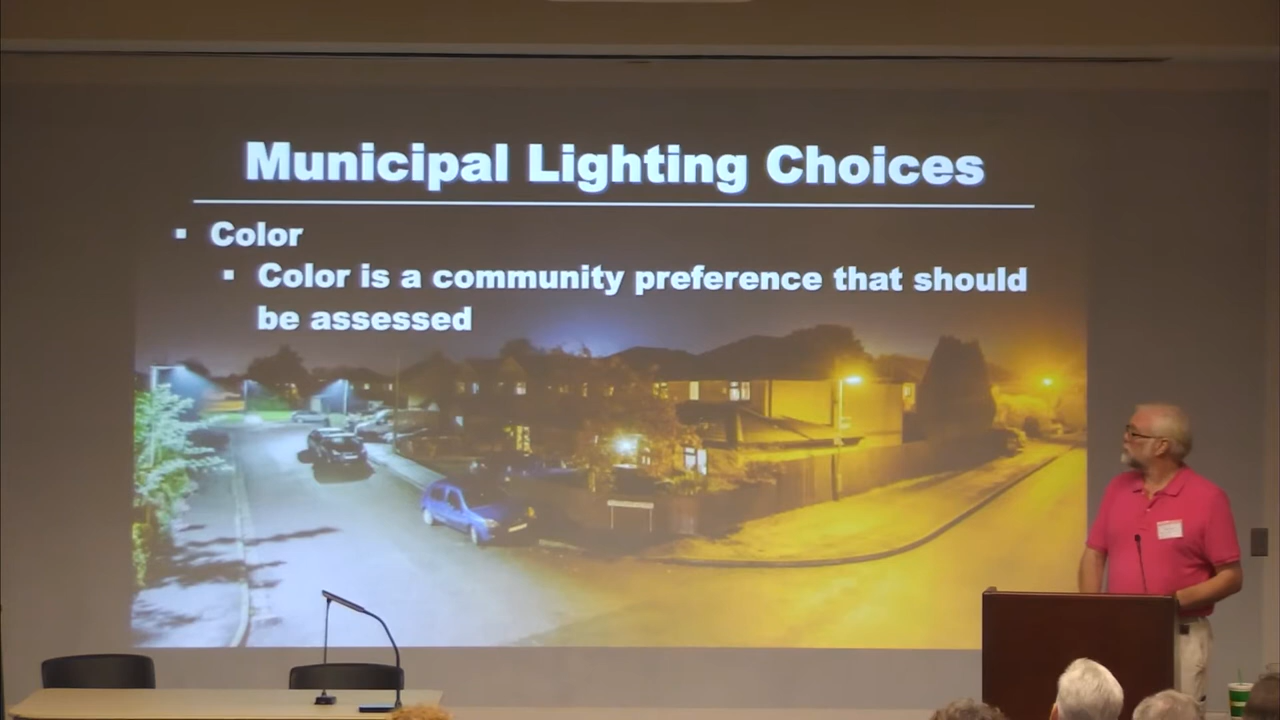 Municipal Lighting Choices
▪ Color
▪ Color is a community preference that should
be assessed